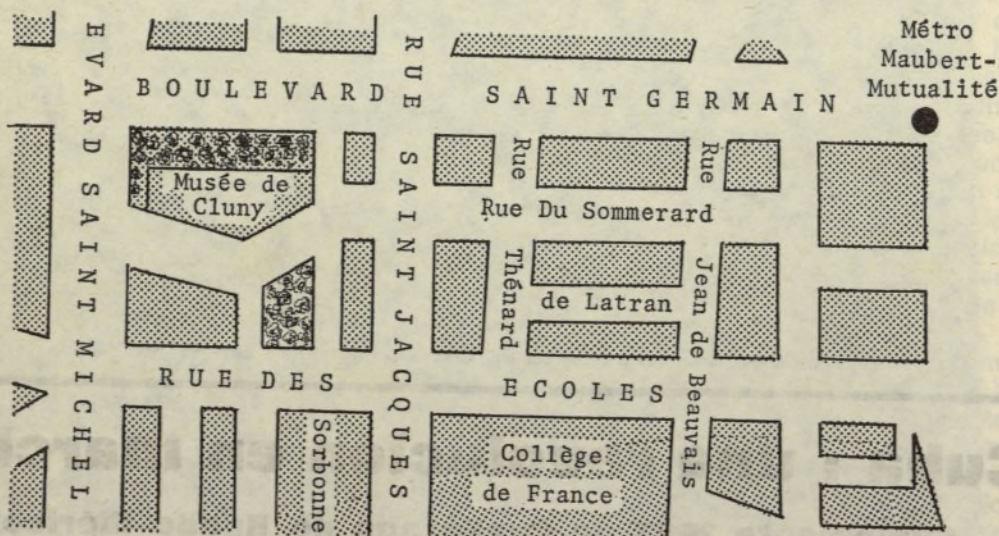 EVARD SAINT MICHEL
BOULEVARD SAINT GERMAIN
RUE SAINT JACQUES
Métro
Maubert-
Mutualité
Musée de
Cluny
Rue Thénard
Rue Jean de Beauvais
Rue Du Sommerard
de Latran
RUE DES ECOLES
Sorbonne
Collège
de France